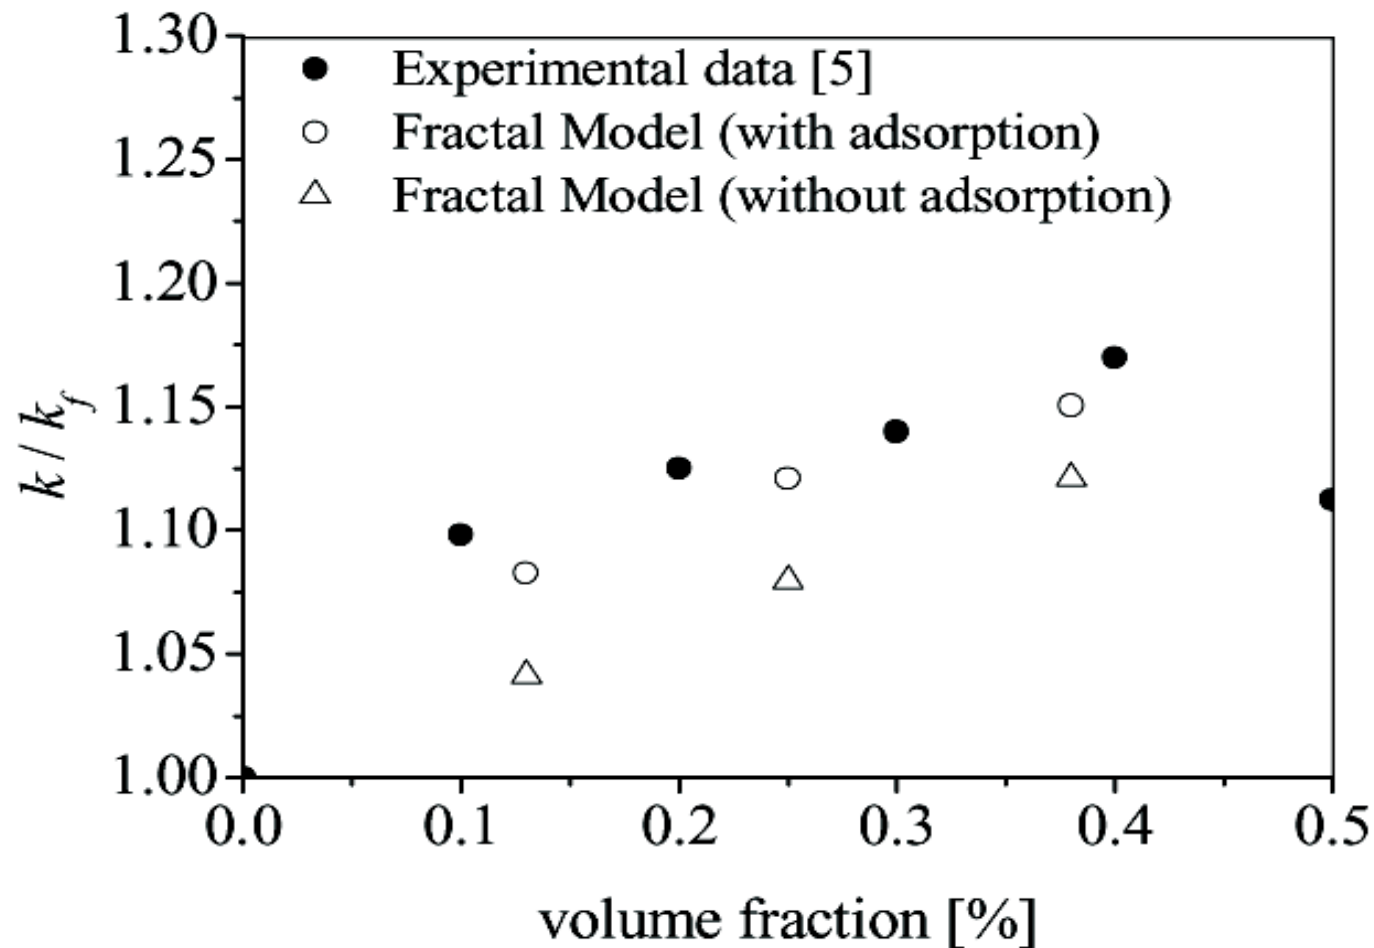 1.30
Experimental data [5]
Fractal Model (with adsorption)
1.25
Fractal Model (without adsorption)
1.20
1.15
1.10
1.05
1.00
k / kf
0.0 0.1 0.2 0.3 0.4 0.5
volume fraction [%]